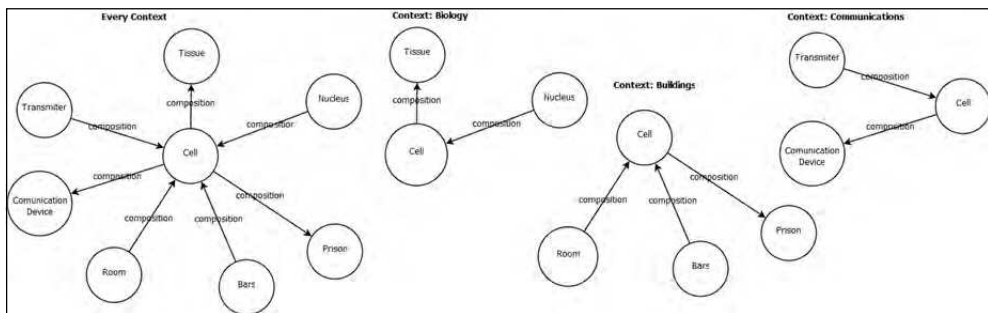 Every Context
Tissue
Transmiter
Nucleus
composition
composition
compositior
Cell
composition
Comunication
Device
composition
composition
composition
Room
Bars
Prison
Context: Biology
Tissue
composition
Nucleus
composition
Cell
Context: Buildings
Cell
composition
composition
composition
Room
Bars
Prison
Context: Communications
Transmiter
composition
Cell
composition
Comunication
Device